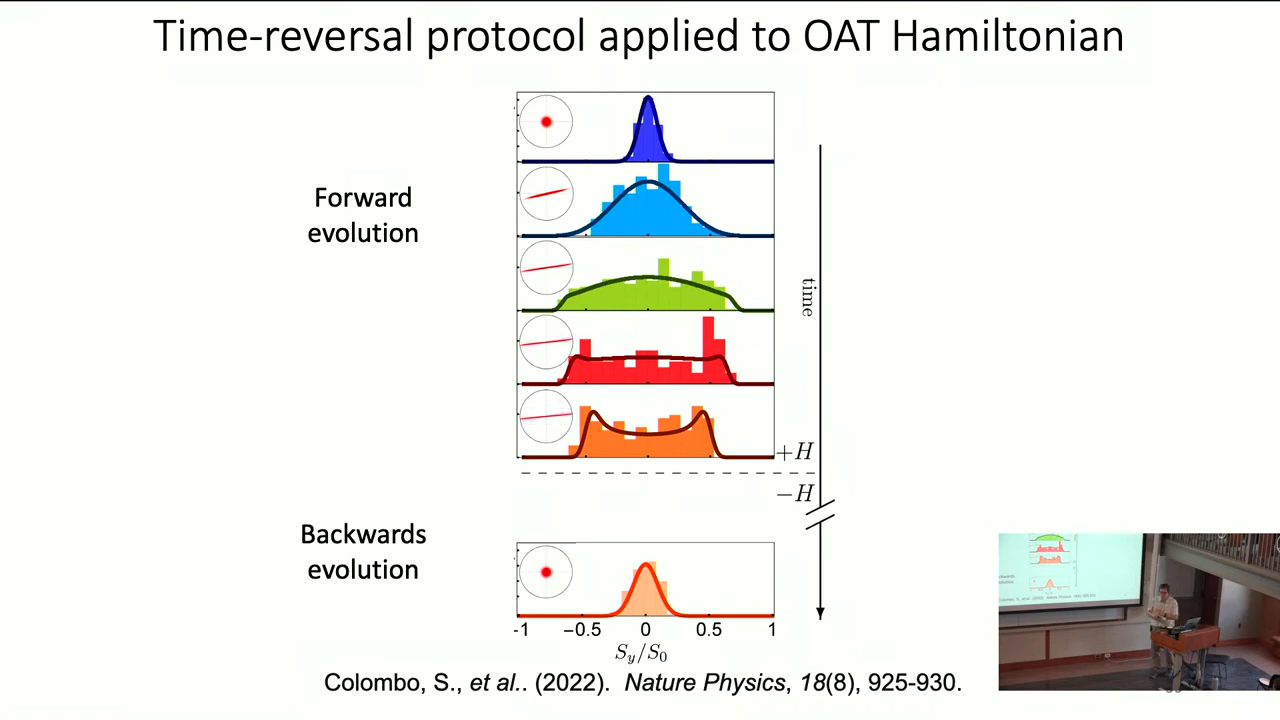 Time-reversal protocol applied to OAT Hamiltonian
Forward
evolution
time
+H
−H
Backwards
evolution
-1 −0.5 0 0.5 1
S_y/S_0
Colombo, S., et al.. (2022). Nature Physics, 18(8), 925-930.